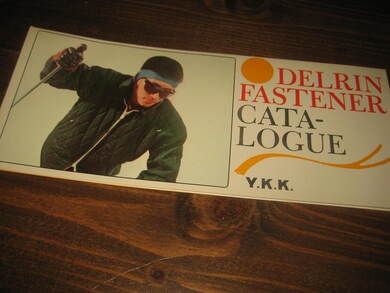 DELRIN
FASTENER
CATA-
LOGUE
Y.K.K.